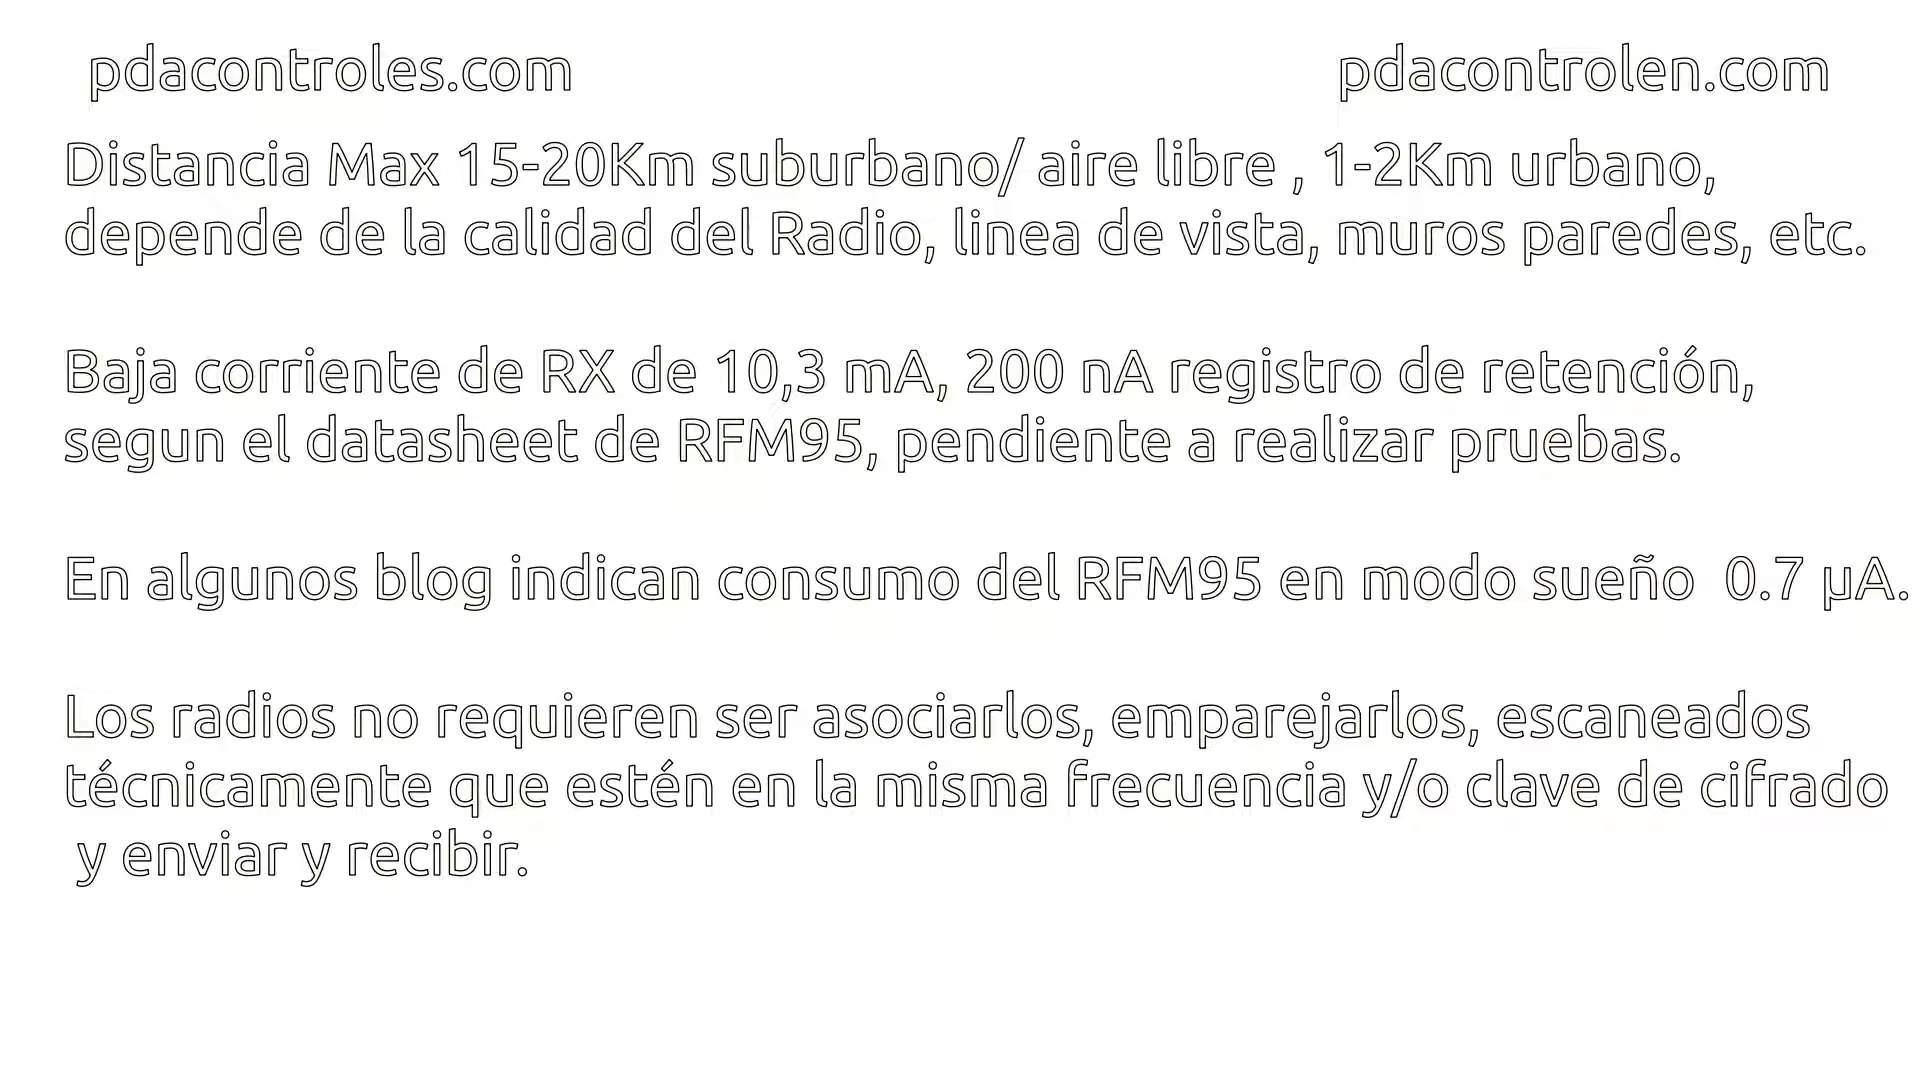 pdacontroles.com
pdacontrolen.com
Distancia Max 15-20Km suburbano/ aire libre , 1-2Km urbano,
depende de la calidad del Radio, linea de vista, muros paredes, etc.
Baja corriente de RX de 10,3 mA, 200 nA registro de retención,
segun el datasheet de RFM95, pendiente a realizar pruebas.
En algunos blog indican consumo del RFM95 en modo sueño  0.7 µA.
Los radios no requieren ser asociarlos, emparejarlos, escaneados
técnicamente que estén en la misma frecuencia y/o clave de cifrado
y enviar y recibir.